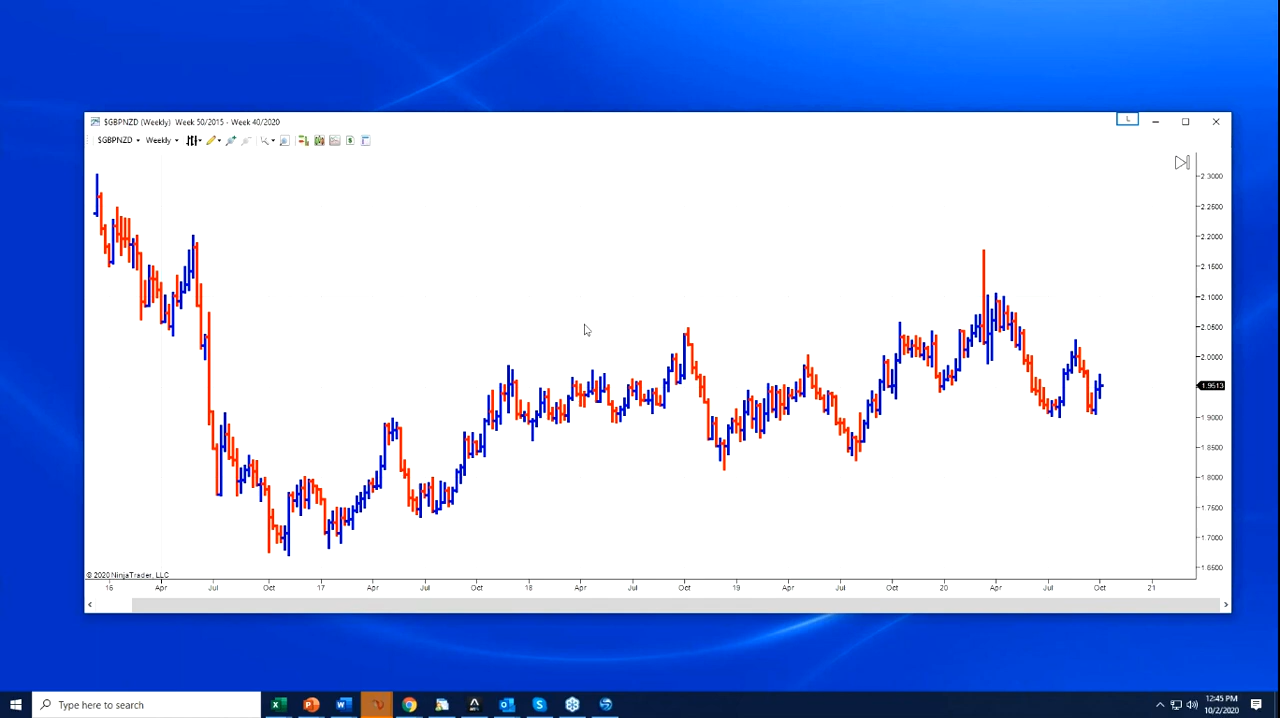 $GBPNZD (Weekly) Week 50/2015 - Week 40/2020
L
$GBPNZD Weekly
2.3000
2.2500
2.2000
2.1500
2.1000
2.0500
2.0000
1.9513
1.9000
1.8500
1.8000
1.7500
1.7000
1.6500
© 2020 NinjaTrader, LLC
16 Apr Jul Oct 17 Apr Jul Oct 18 Apr Jul Oct 19 Apr Jul Oct 20 Apr Jul Oct 21
Type here to search
12:45 PM
10/2/2020